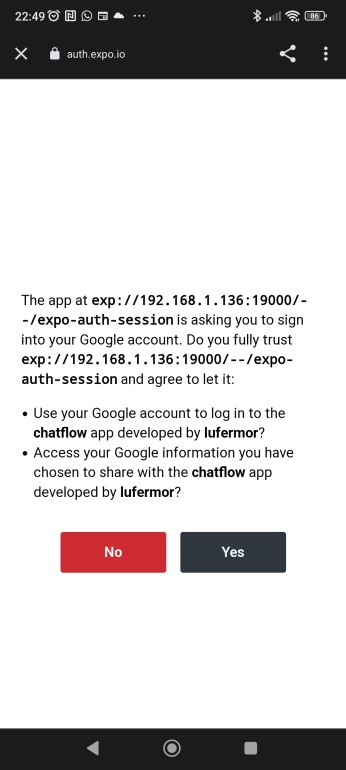 22:49
86
auth.expo.io
The app at exp://192.168.1.136:19000/-
-/expo-auth-session is asking you to sign
into your Google account. Do you fully trust
exp://192.168.1.136:19000/--/expo-
auth-session and agree to let it:
• Use your Google account to log in to the
chatflow app developed by lufermor?
• Access your Google information you have
chosen to share with the chatflow app
developed by lufermor?
No
Yes